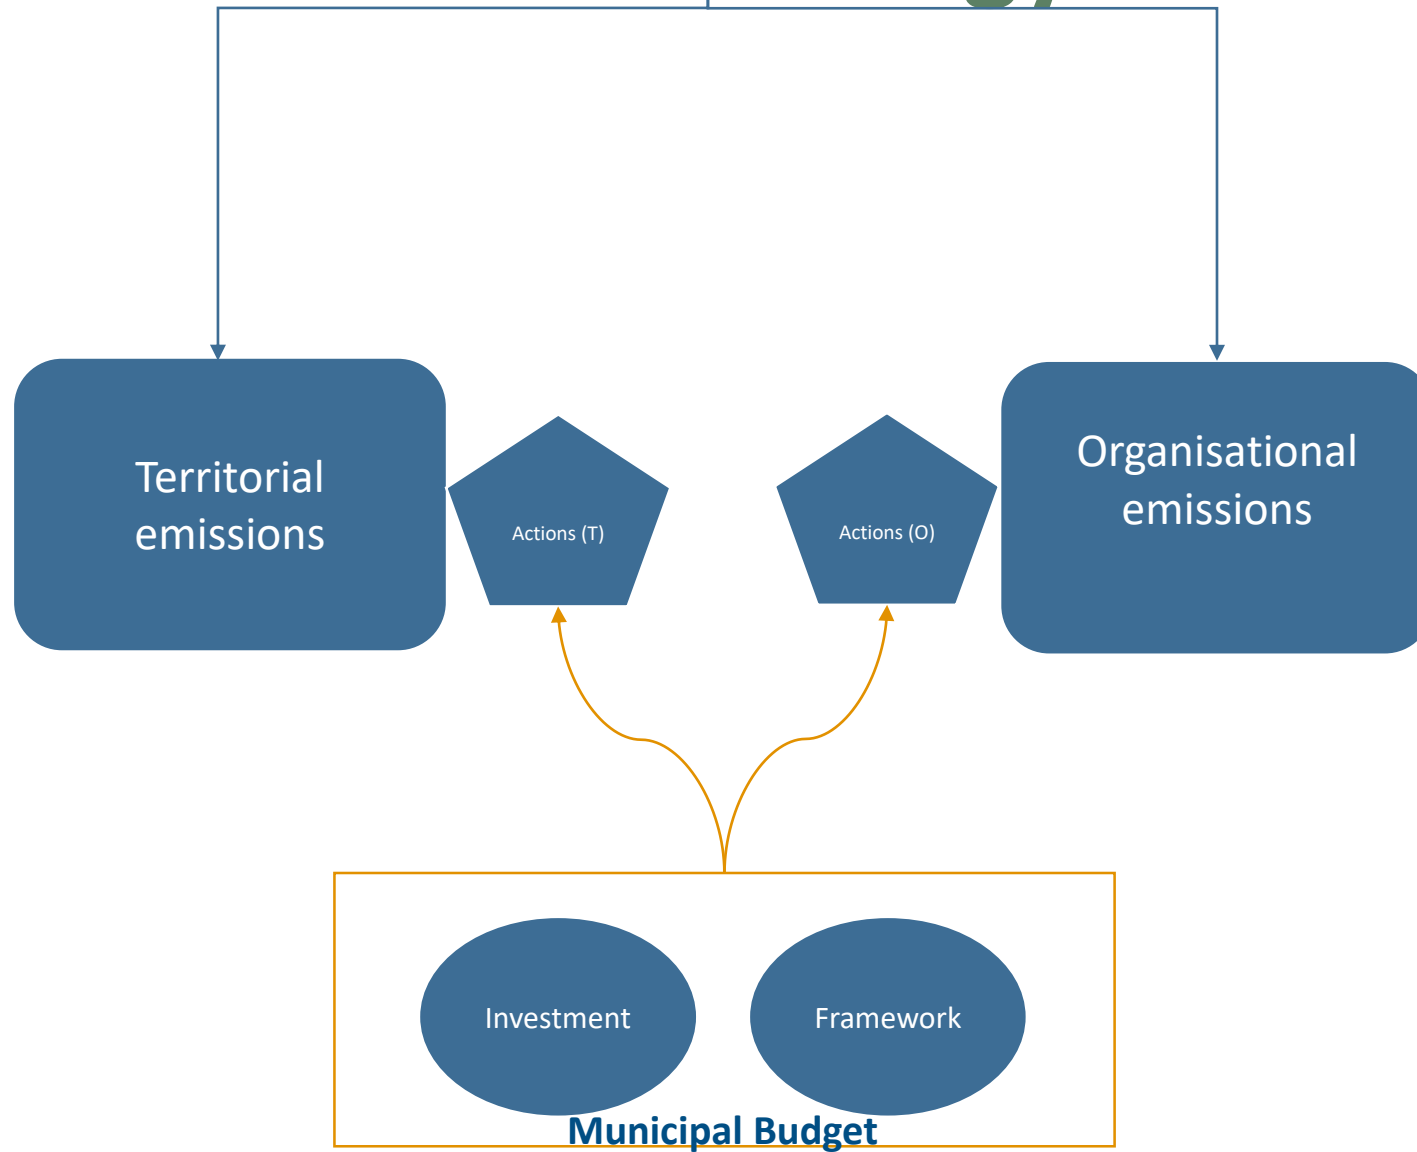 Territorial
emissions
Actions (T)
Actions (O)
Organisational
emissions
Investment
Framework
Municipal Budget